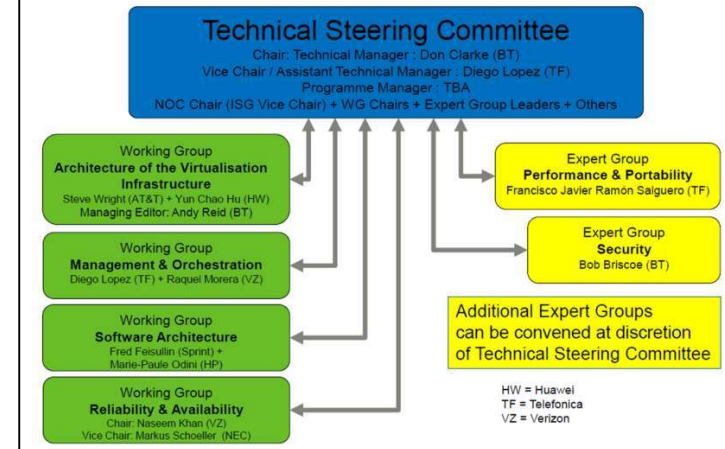 Technical Steering Committee
Chair: Technical Manager : Don Clarke (BT)
Vice Chair / Assistant Technical Manager : Diego Lopez (TF)
Programme Manager : TBA
NOC Chair (ISG Vice Chair) + WG Chairs + Expert Group Leaders + Others
Working Group
Architecture of the Virtualisation
Infrastructure
Steve Wright (AT&T) + Yun Chao Hu (HW)
Managing Editor: Andy Reid (BT)
Working Group
Management & Orchestration
Diego Lopez (TF) + Raquel Morera (VZ)
Working Group
Software Architecture
Fred Feisullin (Sprint) +
Marie-Paule Odini (HP)
Working Group
Reliability & Availability
Chair: Naseem Khan (VZ)
Vice Chair: Markus Schoeller (NEC)
Expert Group
Performance & Portability
Francisco Javier Ramón Salguero (TF)
Expert Group
Security
Bob Briscoe (BT)
Additional Expert Groups
can be convened at discretion
of Technical Steering Committee
HW = Huawei
TF = Telefonica
VZ = Verizon